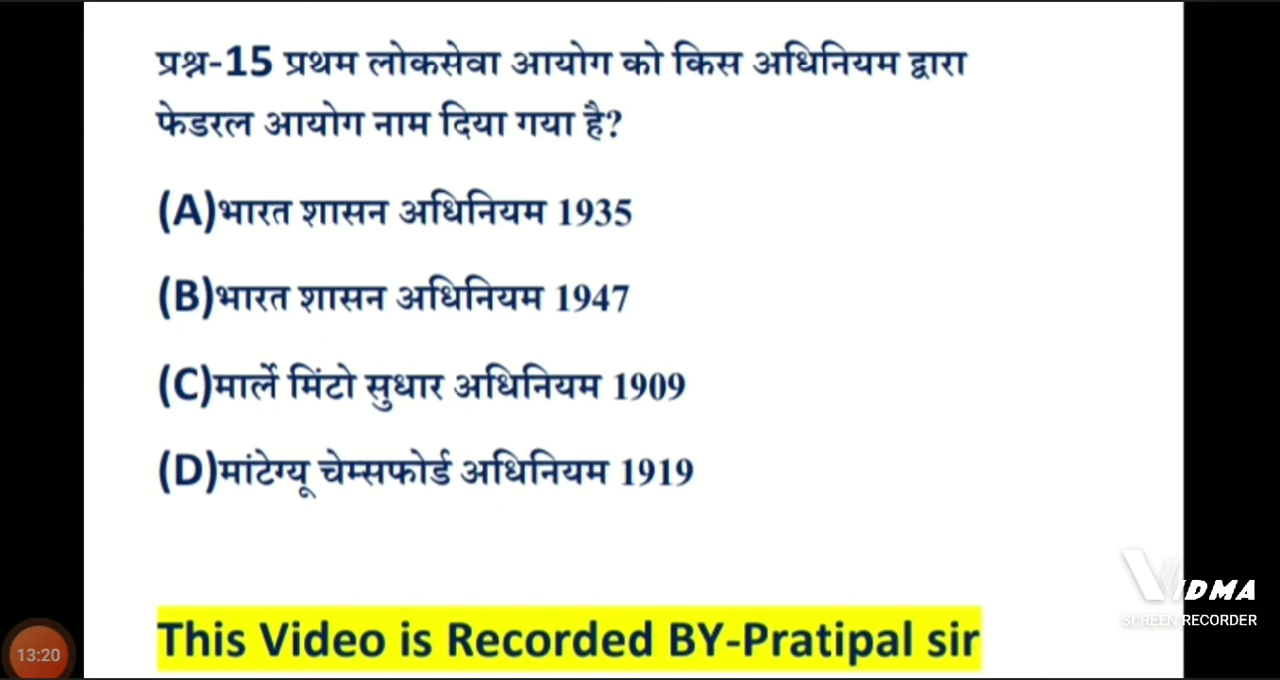 प्रश्न-15 प्रथम लोकसेवा आयोग को किस अधिनियम द्वारा
फेडरल आयोग नाम दिया गया है?
(A)भारत शासन अधिनियम 1935
(B)भारत शासन अधिनियम 1947
(C)मार्ले मिंटो सुधार अधिनियम 1909
(D)मांटेग्यू चेम्सफोर्ड अधिनियम 1919
VIDMA
SCREEN RECORDER
This Video is Recorded BY-Pratipal sir
13:20